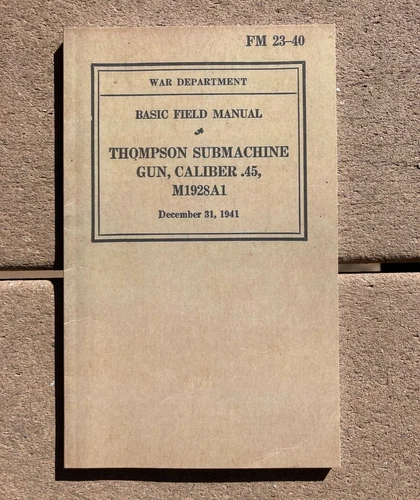 FM 23–40
WAR DEPARTMENT
BASIC FIELD MANUAL
THOMPSON SUBMACHINE
GUN, CALIBER .45,
M1928A1
December 31, 1941